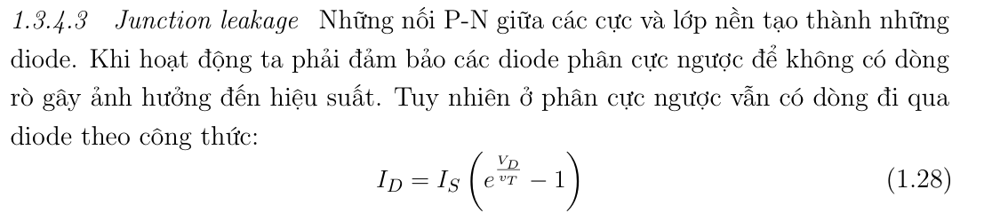 1.3.4.3 Junction leakage Những nối P-N giữa các cực và lớp nền tạo thành những
diode. Khi hoạt động ta phải đảm bảo các diode phân cực ngược để không có dòng
rò gây ảnh hưởng đến hiệu suất. Tuy nhiên ở phân cực ngược vẫn có dòng đi qua
diode theo công thức:
I_D = I_S \left( e^{\frac{V_D}{v_T}} - 1 \right) (1.28)